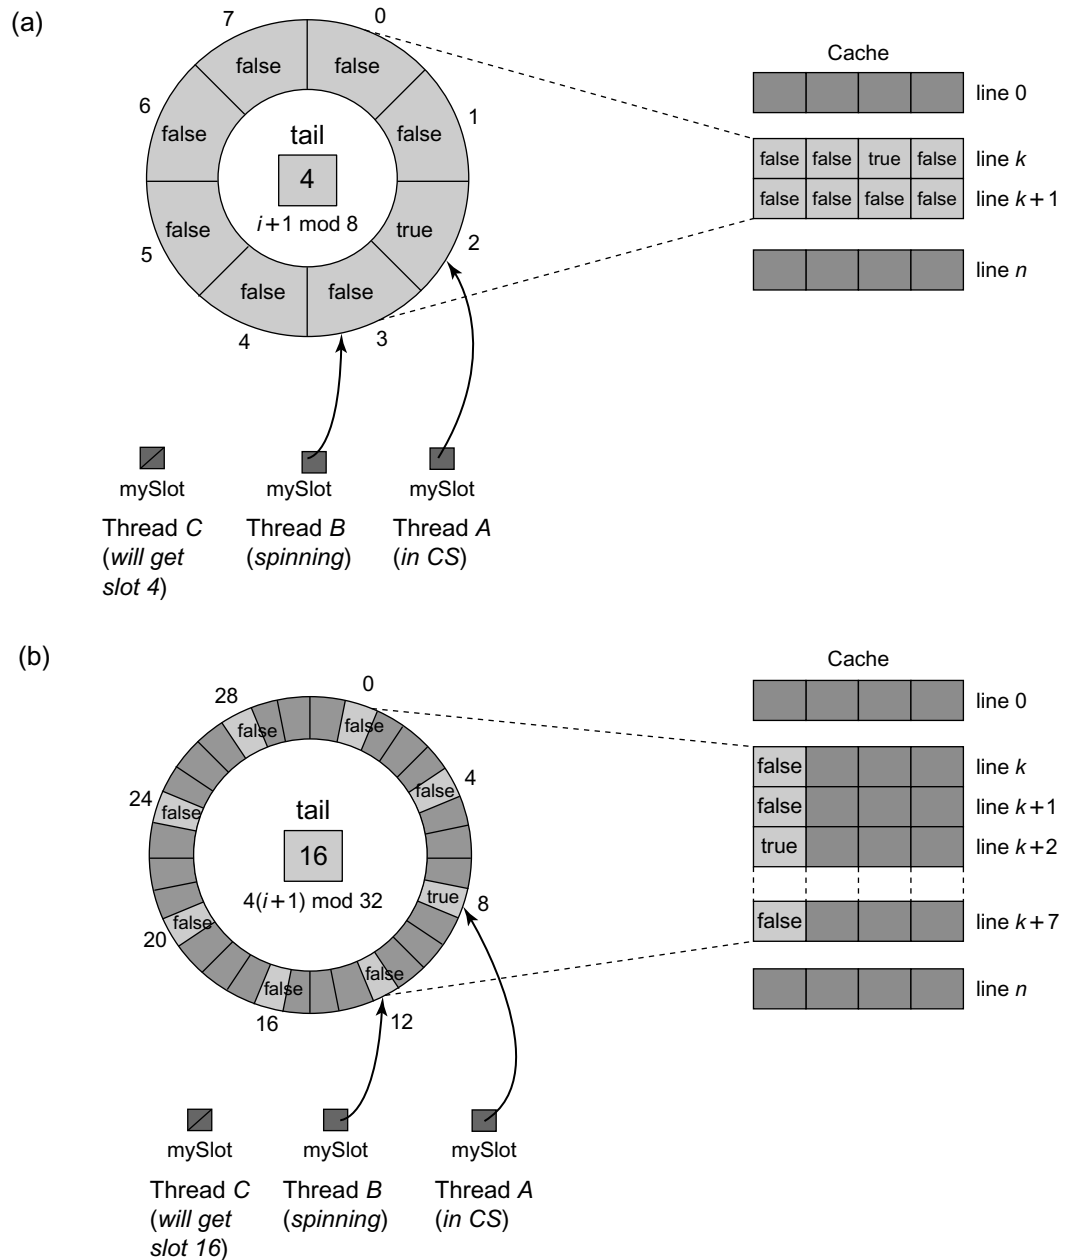 (a)
7
0
false
false
6
1
false
tail
false
4
i+1 mod 8
false
true
5
2
false
false
4
3
Cache
line 0
false false true false line k
false false false false line k+1
line n
mySlot
mySlot
mySlot
Thread C
(will get
slot 4)
Thread B
(spinning)
Thread A
(in CS)
(b)
28
0
false
false
4
false
24
false
tail
16
4(i+1) mod 32
true
8
false
20
false
false
16
12
Cache
line 0
false line k
false line k+1
true line k+2
false line k+7
line n
mySlot
mySlot
mySlot
Thread C
(will get
slot 16)
Thread B
(spinning)
Thread A
(in CS)